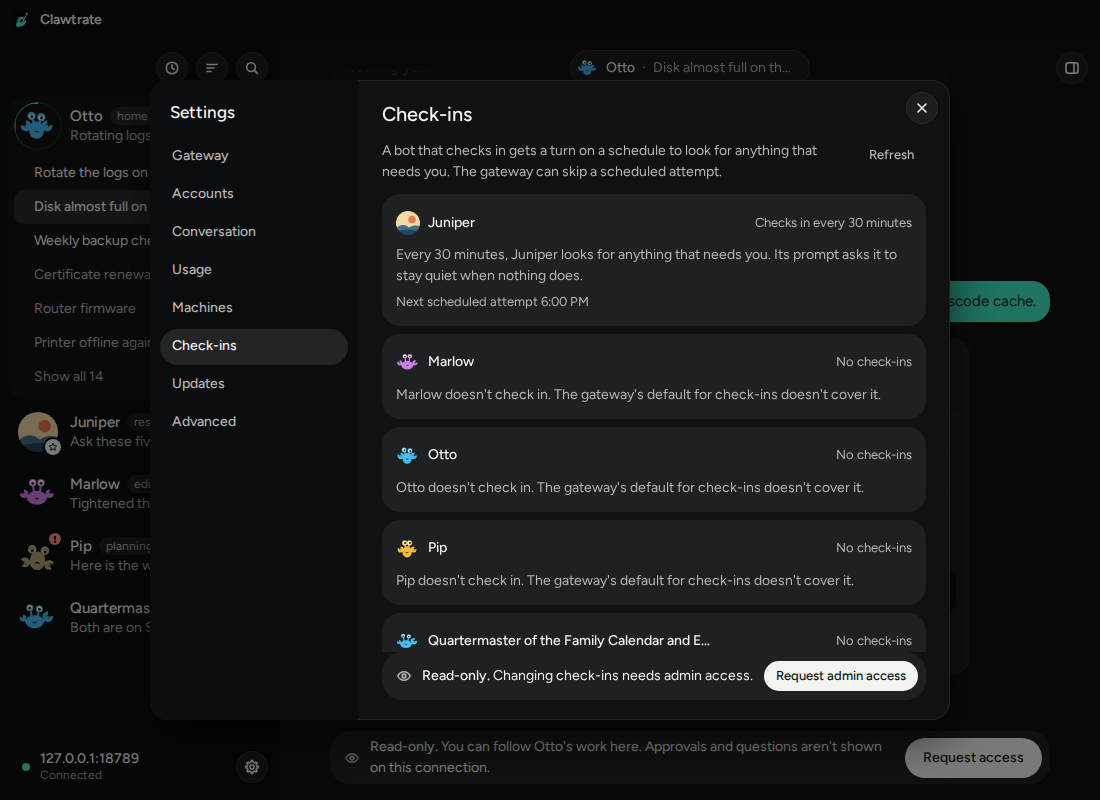 Clawtrate
Otto · Disk almost full on th...
Otto home
Rotating logs
Rotate the logs on
Disk almost full on
Weekly backup che
Certificate renewa
Router firmware
Printer offline again
Show all 14
Juniper res
Ask these fiv
Marlow edi
Tightened th
Pip planning
Here is the w
Quartermas
Both are on S
127.0.0.1:18789
Connected
Settings
Gateway
Accounts
Conversation
Usage
Machines
Check-ins
Updates
Advanced
Check-ins
A bot that checks in gets a turn on a schedule to look for anything that
needs you. The gateway can skip a scheduled attempt.
Refresh
Juniper
Checks in every 30 minutes
Every 30 minutes, Juniper looks for anything that needs you. Its prompt asks it to
stay quiet when nothing does.
Next scheduled attempt 6:00 PM
Marlow
No check-ins
Marlow doesn't check in. The gateway's default for check-ins doesn't cover it.
Otto
No check-ins
Otto doesn't check in. The gateway's default for check-ins doesn't cover it.
Pip
No check-ins
Pip doesn't check in. The gateway's default for check-ins doesn't cover it.
Quartermaster of the Family Calendar and E...
No check-ins
Read-only. Changing check-ins needs admin access.
Request admin access
scode cache.
Read-only. You can follow Otto's work here. Approvals and questions aren't shown
on this connection.
Request access